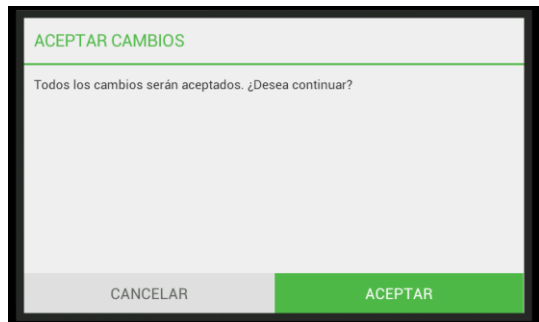 ACEPTAR CAMBIOS
Todos los cambios serán aceptados. ¿Desea continuar?
CANCELAR
ACEPTAR